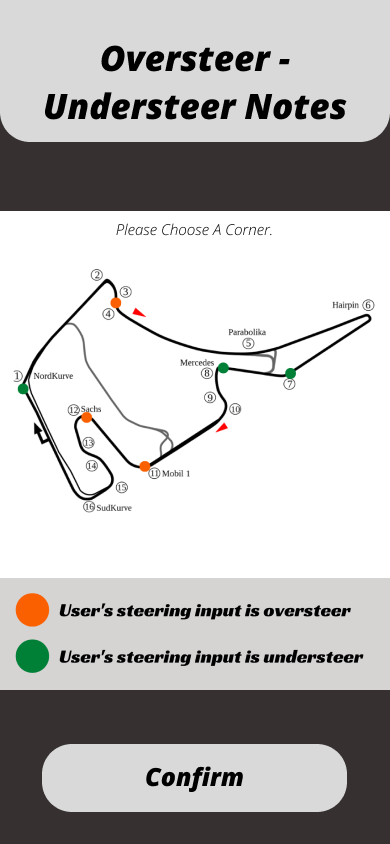 Oversteer -
Understeer Notes
Please Choose A Corner.
2
3
4
Hairpin 6
Parabolika
5
Mercedes
8
7
1 NordKurve
9
10
12 Sachs
13
14
11 Mobil 1
15
16 SudKurve
User's steering input is oversteer
User's steering input is understeer
Confirm